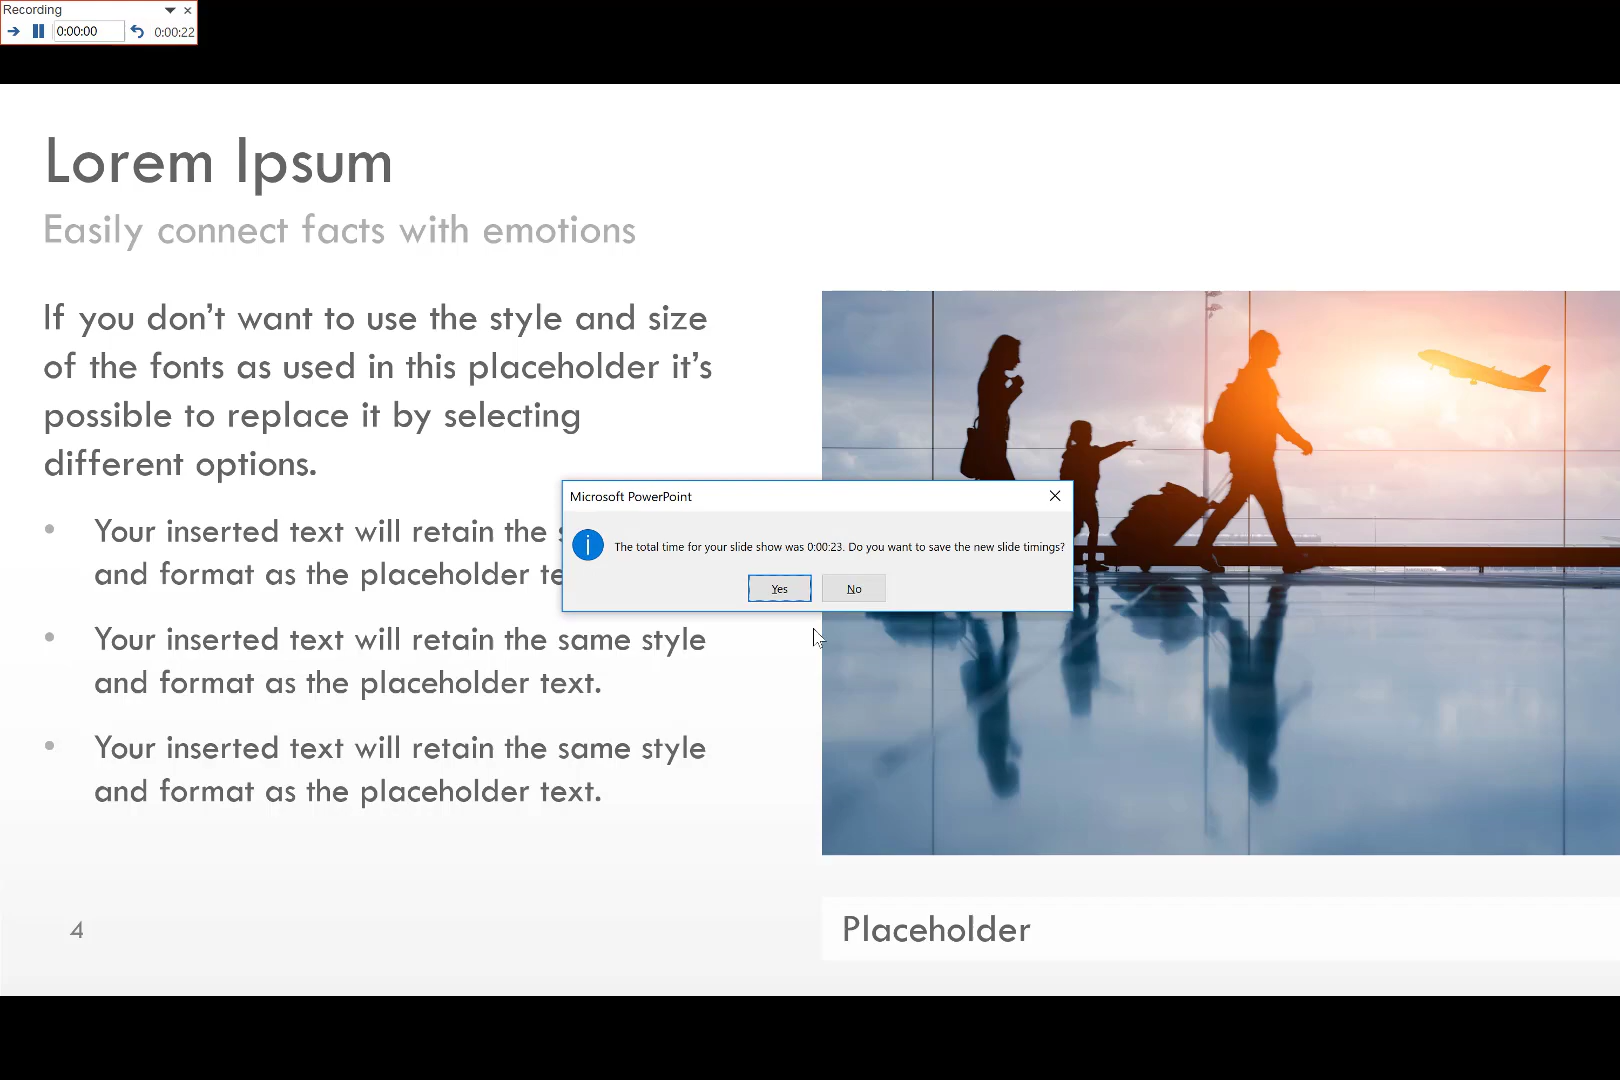 Recording
0:00:00
0:00:22
Lorem Ipsum
Easily connect facts with emotions
If you don't want to use the style and size
of the fonts as used in this placeholder it's
possible to replace it by selecting
different options.
• Your inserted text will retain the
and format as the placeholder
• Your inserted text will retain the same style
and format as the placeholder text.
• Your inserted text will retain the same style
and format as the placeholder text.
Microsoft PowerPoint
The total time for your slide show was 0:00:23. Do you want to save the new slide timings?
Yes
No
4
Placeholder